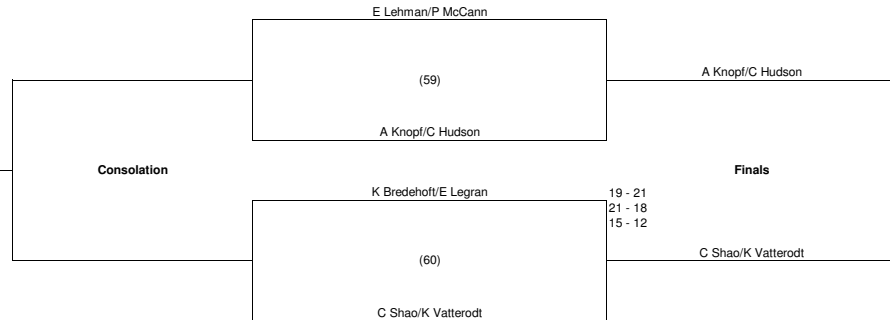 E Lehman/P McCann
(59)
A Knopf/C Hudson
A Knopf/C Hudson
Consolation
Finals
K Bredehoft/E Legran
19 - 21
21 - 18
15 - 12
(60)
C Shao/K Vatterodt
C Shao/K Vatterodt